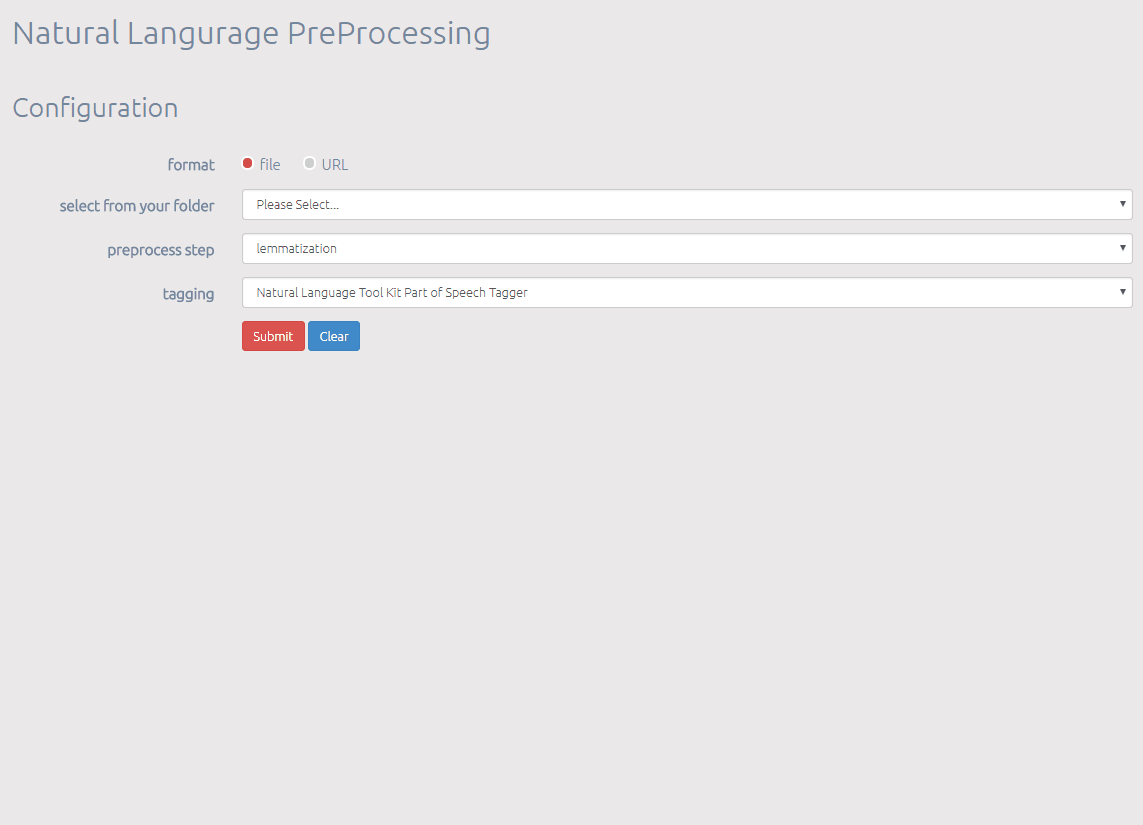 Natural Langurage PreProcessing
Configuration
format file URL
select from your folder Please Select...
preprocess step lemmatization
tagging Natural Language Tool Kit Part of Speech Tagger
Submit Clear